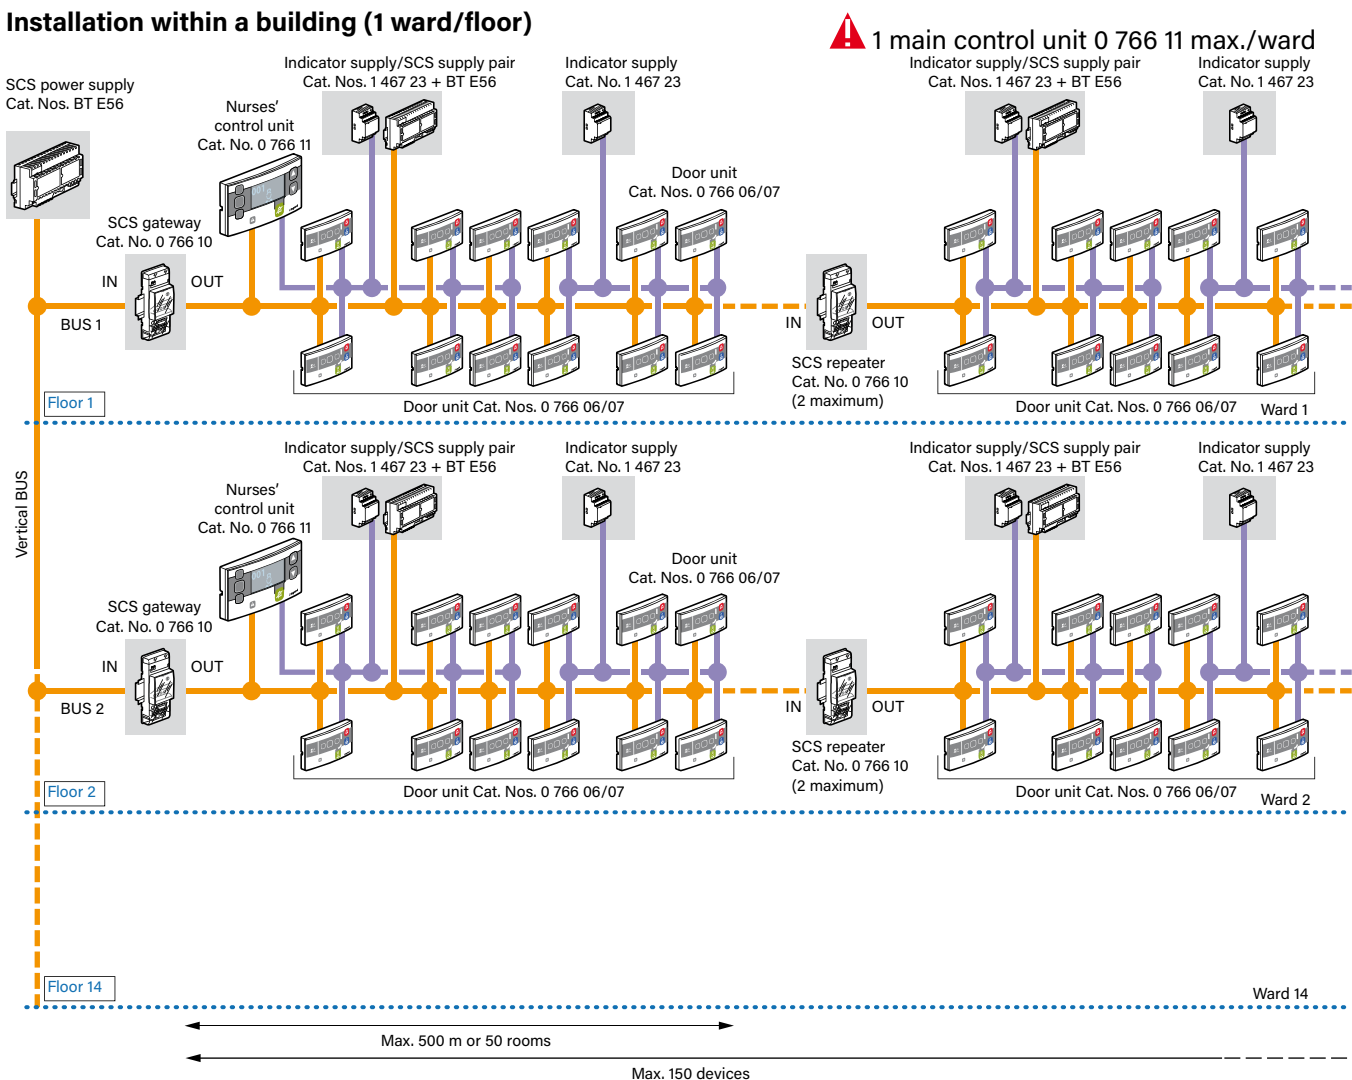 Installation within a building (1 ward/floor)
1 main control unit 0 766 11 max./ward
SCS power supply
Cat. Nos. BT E56
Nurses'
control unit
Cat. No. 0 766 11
Indicator supply/SCS supply pair
Cat. Nos. 1 467 23 + BT E56
Indicator supply
Cat. No. 1 467 23
Door unit
Cat. Nos. 0 766 06/07
Indicator supply/SCS supply pair
Cat. Nos. 1 467 23 + BT E56
Indicator supply
Cat. No. 1 467 23
SCS gateway
Cat. No. 0 766 10
IN
OUT
BUS 1
IN
OUT
SCS repeater
Cat. No. 0 766 10
(2 maximum)
Floor 1
Door unit Cat. Nos. 0 766 06/07
Door unit Cat. Nos. 0 766 06/07
Ward 1
Vertical BUS
Nurses'
control unit
Cat. No. 0 766 11
Indicator supply/SCS supply pair
Cat. Nos. 1 467 23 + BT E56
Indicator supply
Cat. No. 1 467 23
Door unit
Cat. Nos. 0 766 06/07
Indicator supply/SCS supply pair
Cat. Nos. 1 467 23 + BT E56
Indicator supply
Cat. No. 1 467 23
SCS gateway
Cat. No. 0 766 10
IN
OUT
BUS 2
IN
OUT
SCS repeater
Cat. No. 0 766 10
(2 maximum)
Floor 2
Door unit Cat. Nos. 0 766 06/07
Door unit Cat. Nos. 0 766 06/07
Ward 2
Floor 14
Ward 14
Max. 500 m or 50 rooms
Max. 150 devices